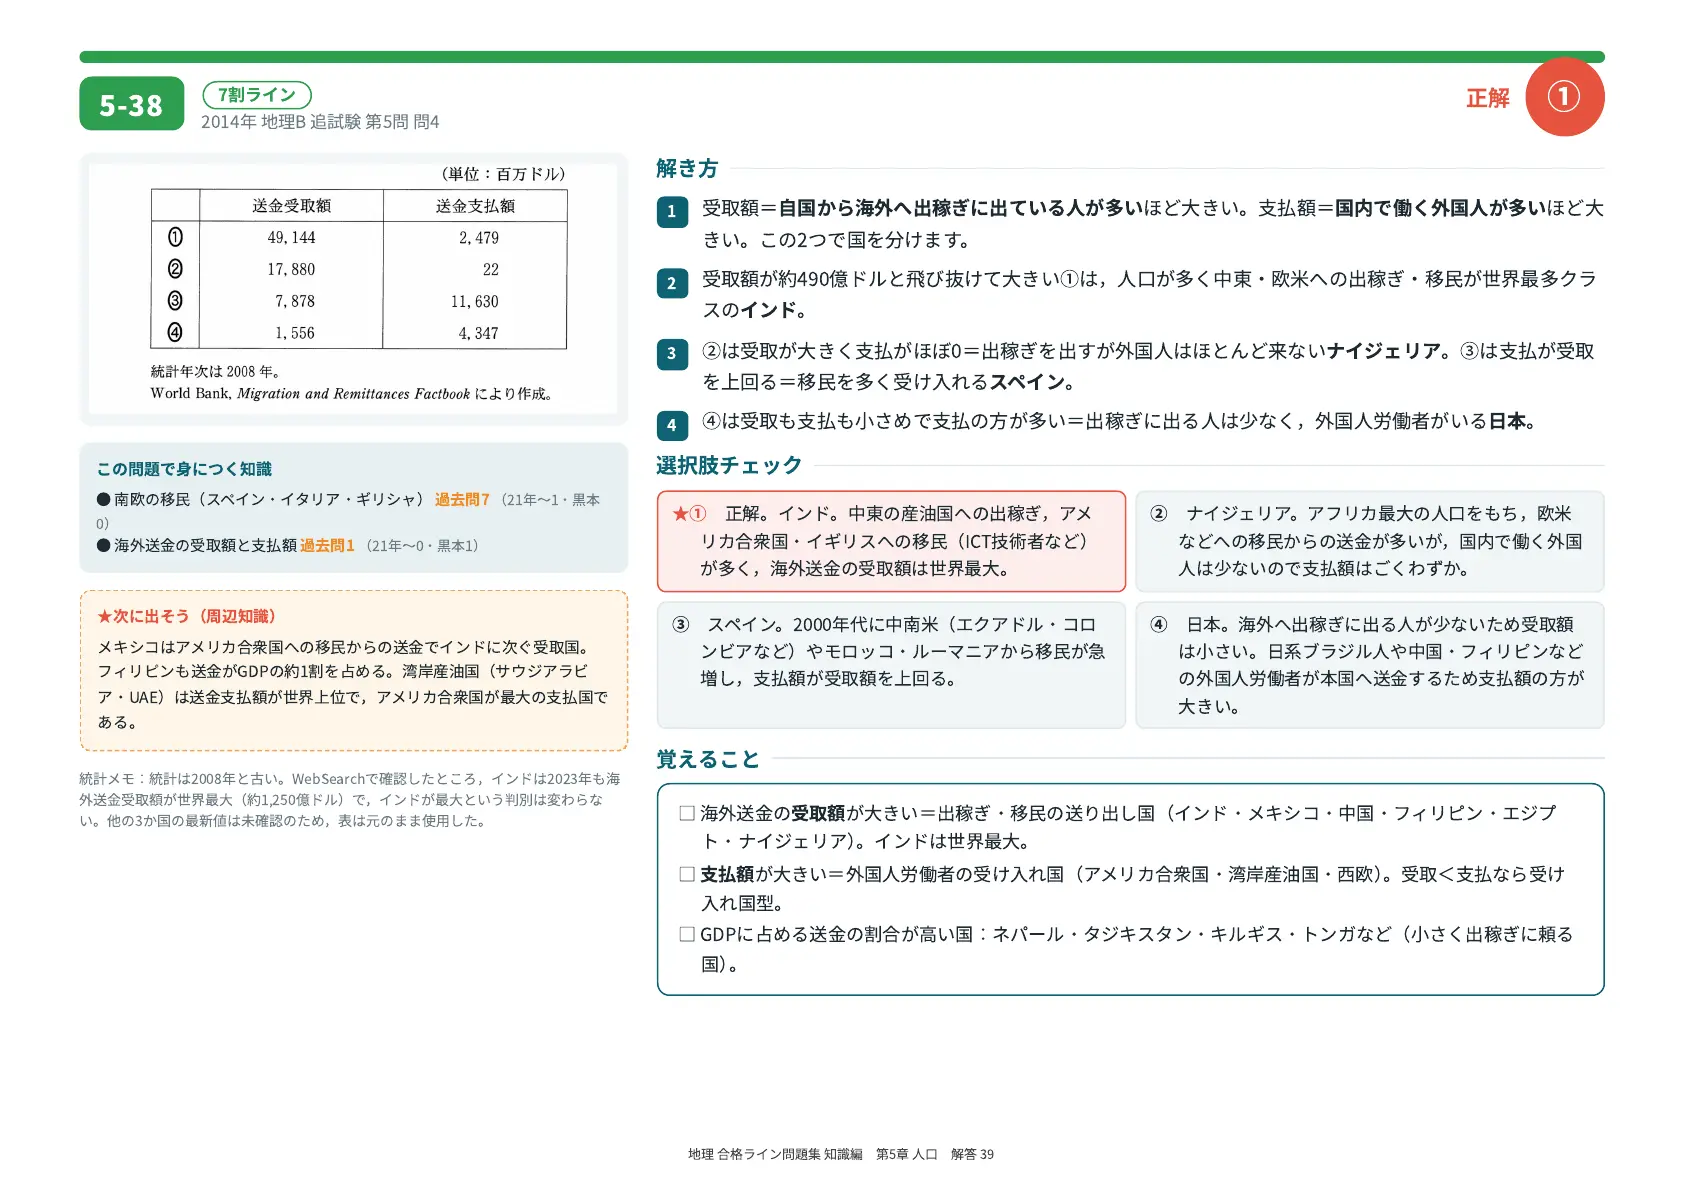 5-38
7割ライン
2014年 地理B 追試験 第5問 問4
正解
①
(単位：百万ドル)
送金受取額 送金支払額
① 49,144 2,479
② 17,880 22
③ 7,878 11,630
④ 1,556 4,347
統計年次は 2008 年。
World Bank, Migration and Remittances Factbook により作成。
この問題で身につく知識
● 南欧の移民（スペイン・イタリア・ギリシャ） 過去問7 （21年〜1・黒本
0）
● 海外送金の受取額と支払額 過去問1 （21年〜0・黒本1）
★次に出そう（周辺知識）
メキシコはアメリカ合衆国への移民からの送金でインドに次ぐ受取国。
フィリピンも送金がGDPの約1割を占める。湾岸産油国（サウジアラビ
ア・UAE）は送金支払額が世界上位で，アメリカ合衆国が最大の支払国で
ある。
統計メモ：統計は2008年と古い。WebSearchで確認したところ，インドは2023年も海
外送金受取額が世界最大（約1,250億ドル）で，インドが最大という判別は変わらな
い。他の3か国の最新値は未確認のため，表は元のまま使用した。
解き方
1 受取額＝自国から海外へ出稼ぎに出ている人が多いほど大きい。支払額＝国内で働く外国人が多いほど大
きい。この2つで国を分けます。
2 受取額が約490億ドルと飛び抜けて大きい①は，人口が多く中東・欧米への出稼ぎ・移民が世界最多クラ
スのインド。
3 ②は受取が大きく支払がほぼ0＝出稼ぎを出すが外国人はほとんど来ないナイジェリア。③は支払が受取
を上回る＝移民を多く受け入れるスペイン。
4 ④は受取も支払も小さめで支払の方が多い＝出稼ぎに出る人は少なく，外国人労働者がいる日本。
選択肢チェック
★① 正解。インド。中東の産油国への出稼ぎ，アメ
リカ合衆国・イギリスへの移民（ICT技術者など）
が多く，海外送金の受取額は世界最大。
② ナイジェリア。アフリカ最大の人口をもち，欧米
などへの移民からの送金が多いが，国内で働く外国
人は少ないので支払額はごくわずか。
③ スペイン。2000年代に中南米（エクアドル・コロ
ンビアなど）やモロッコ・ルーマニアから移民が急
増し，支払額が受取額を上回る。
④ 日本。海外へ出稼ぎに出る人が少ないため受取額
は小さい。日系ブラジル人や中国・フィリピンなど
の外国人労働者が本国へ送金するため支払額の方が
大きい。
覚えること
□ 海外送金の受取額が大きい＝出稼ぎ・移民の送り出し国（インド・メキシコ・中国・フィリピン・エジプ
ト・ナイジェリア）。インドは世界最大。
□ 支払額が大きい＝外国人労働者の受け入れ国（アメリカ合衆国・湾岸産油国・西欧）。受取＜支払なら受け
入れ国型。
□ GDPに占める送金の割合が高い国：ネパール・タジキスタン・キルギス・トンガなど（小さく出稼ぎに頼る
国）。
地理 合格ライン問題集 知識編 第5章 人口 解答 39